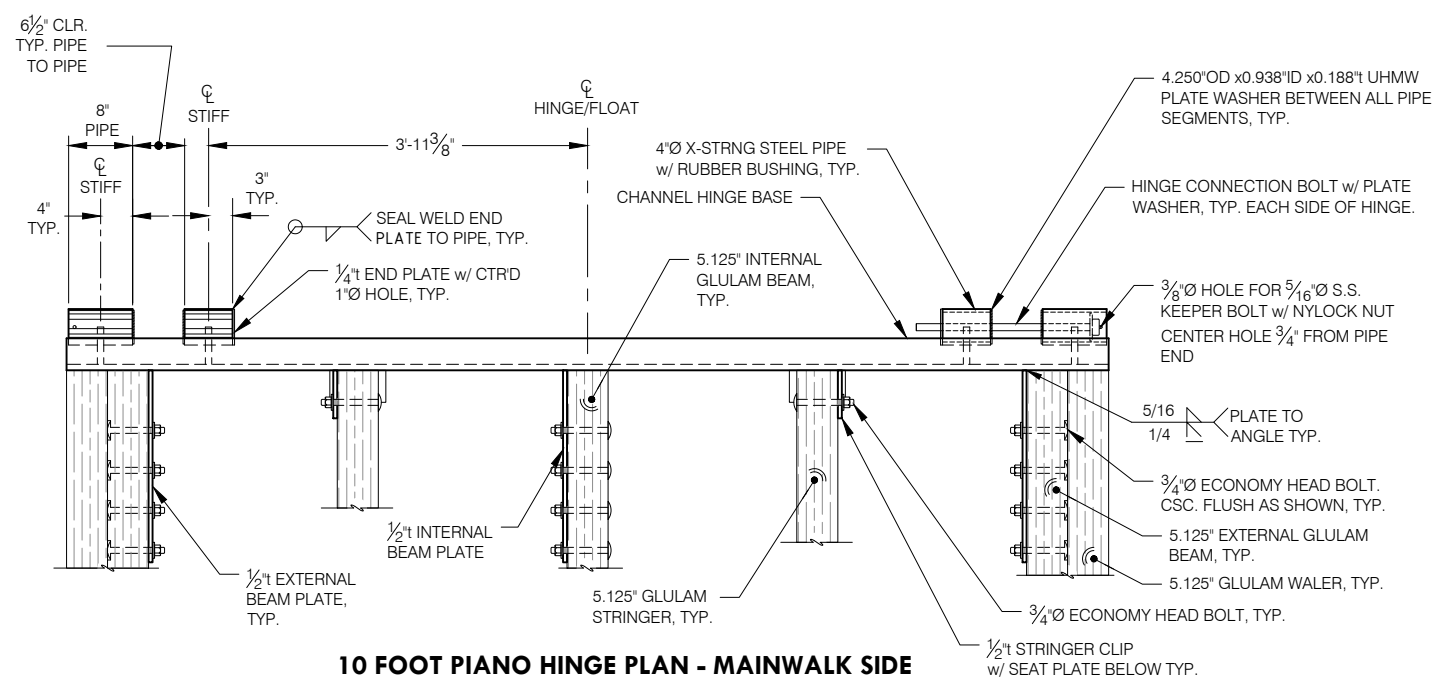 6½" CLR.
TYP. PIPE
TO PIPE
8"
PIPE
℄
STIFF
4"
TYP.
℄
STIFF
3"
TYP.
3'-11⅜"
℄
HINGE/FLOAT
SEAL WELD END
PLATE TO PIPE, TYP.
¼"t END PLATE w/ CTR'D
1"Ø HOLE, TYP.
4"Ø X-STRNG STEEL PIPE
w/ RUBBER BUSHING, TYP.
CHANNEL HINGE BASE
5.125" INTERNAL
GLULAM BEAM,
TYP.
4.250"OD x0.938"ID x0.188"t UHMW
PLATE WASHER BETWEEN ALL PIPE
SEGMENTS, TYP.
HINGE CONNECTION BOLT w/ PLATE
WASHER, TYP. EACH SIDE OF HINGE.
⅜"Ø HOLE FOR 5⁄16"Ø S.S.
KEEPER BOLT w/ NYLOCK NUT
CENTER HOLE ¾" FROM PIPE
END
5/16
1/4
PLATE TO
ANGLE TYP.
¾"Ø ECONOMY HEAD BOLT.
CSC. FLUSH AS SHOWN, TYP.
5.125" EXTERNAL GLULAM
BEAM, TYP.
5.125" GLULAM WALER, TYP.
½"t EXTERNAL
BEAM PLATE,
TYP.
½"t INTERNAL
BEAM PLATE
5.125" GLULAM
STRINGER, TYP.
¾"Ø ECONOMY HEAD BOLT, TYP.
½"t STRINGER CLIP
w/ SEAT PLATE BELOW TYP.
10 FOOT PIANO HINGE PLAN - MAINWALK SIDE